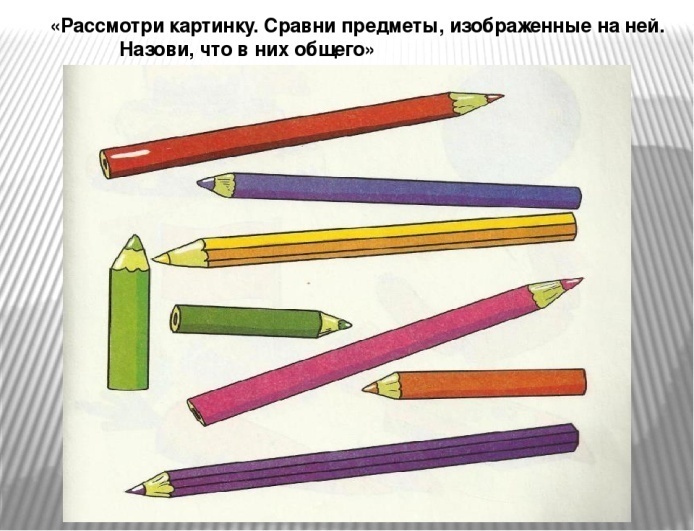 «Рассмотри картинку. Сравни предметы, изображенные на ней.
Назови, что в них общего»